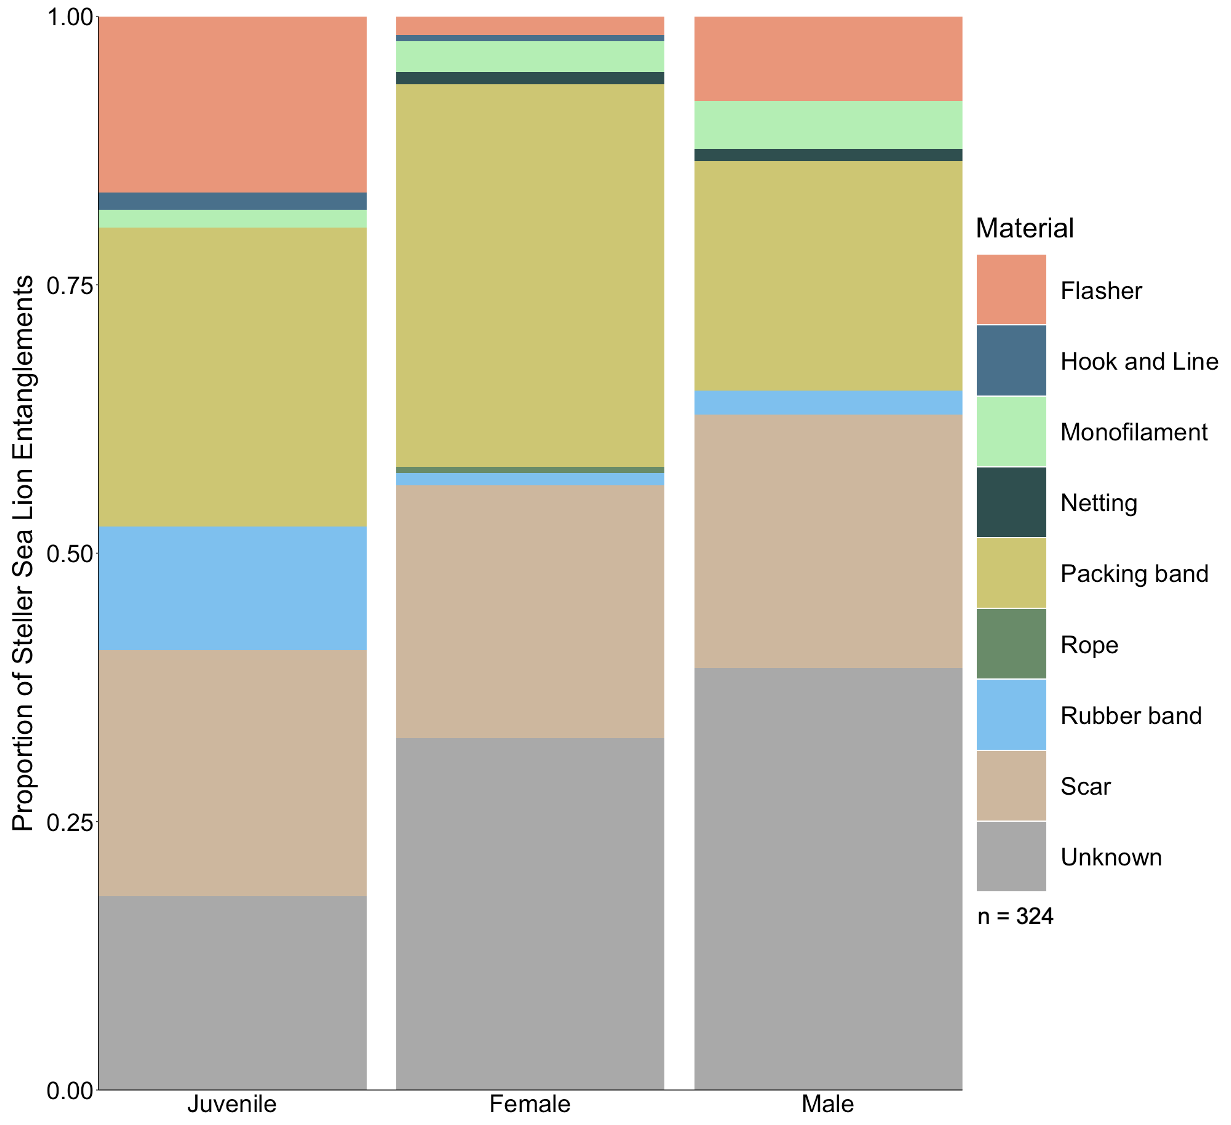 Proportion of Steller Sea Lion Entanglements
1.00
0.75
0.50
0.25
0.00
Juvenile
Female
Male
Material
Flasher
Hook and Line
Monofilament
Netting
Packing band
Rope
Rubber band
Scar
Unknown
n = 324